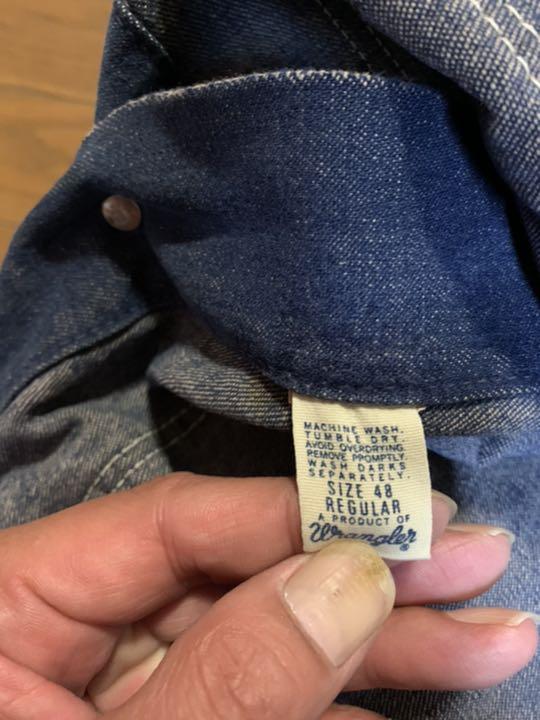 MACHINE WASH.
TUMBLE DRY.
AVOID OVERDRYING.
REMOVE PROMPTLY.
WASH DARKS
SEPARATELY.
SIZE 48
REGULAR
A PRODUCT OF
Wrangler®